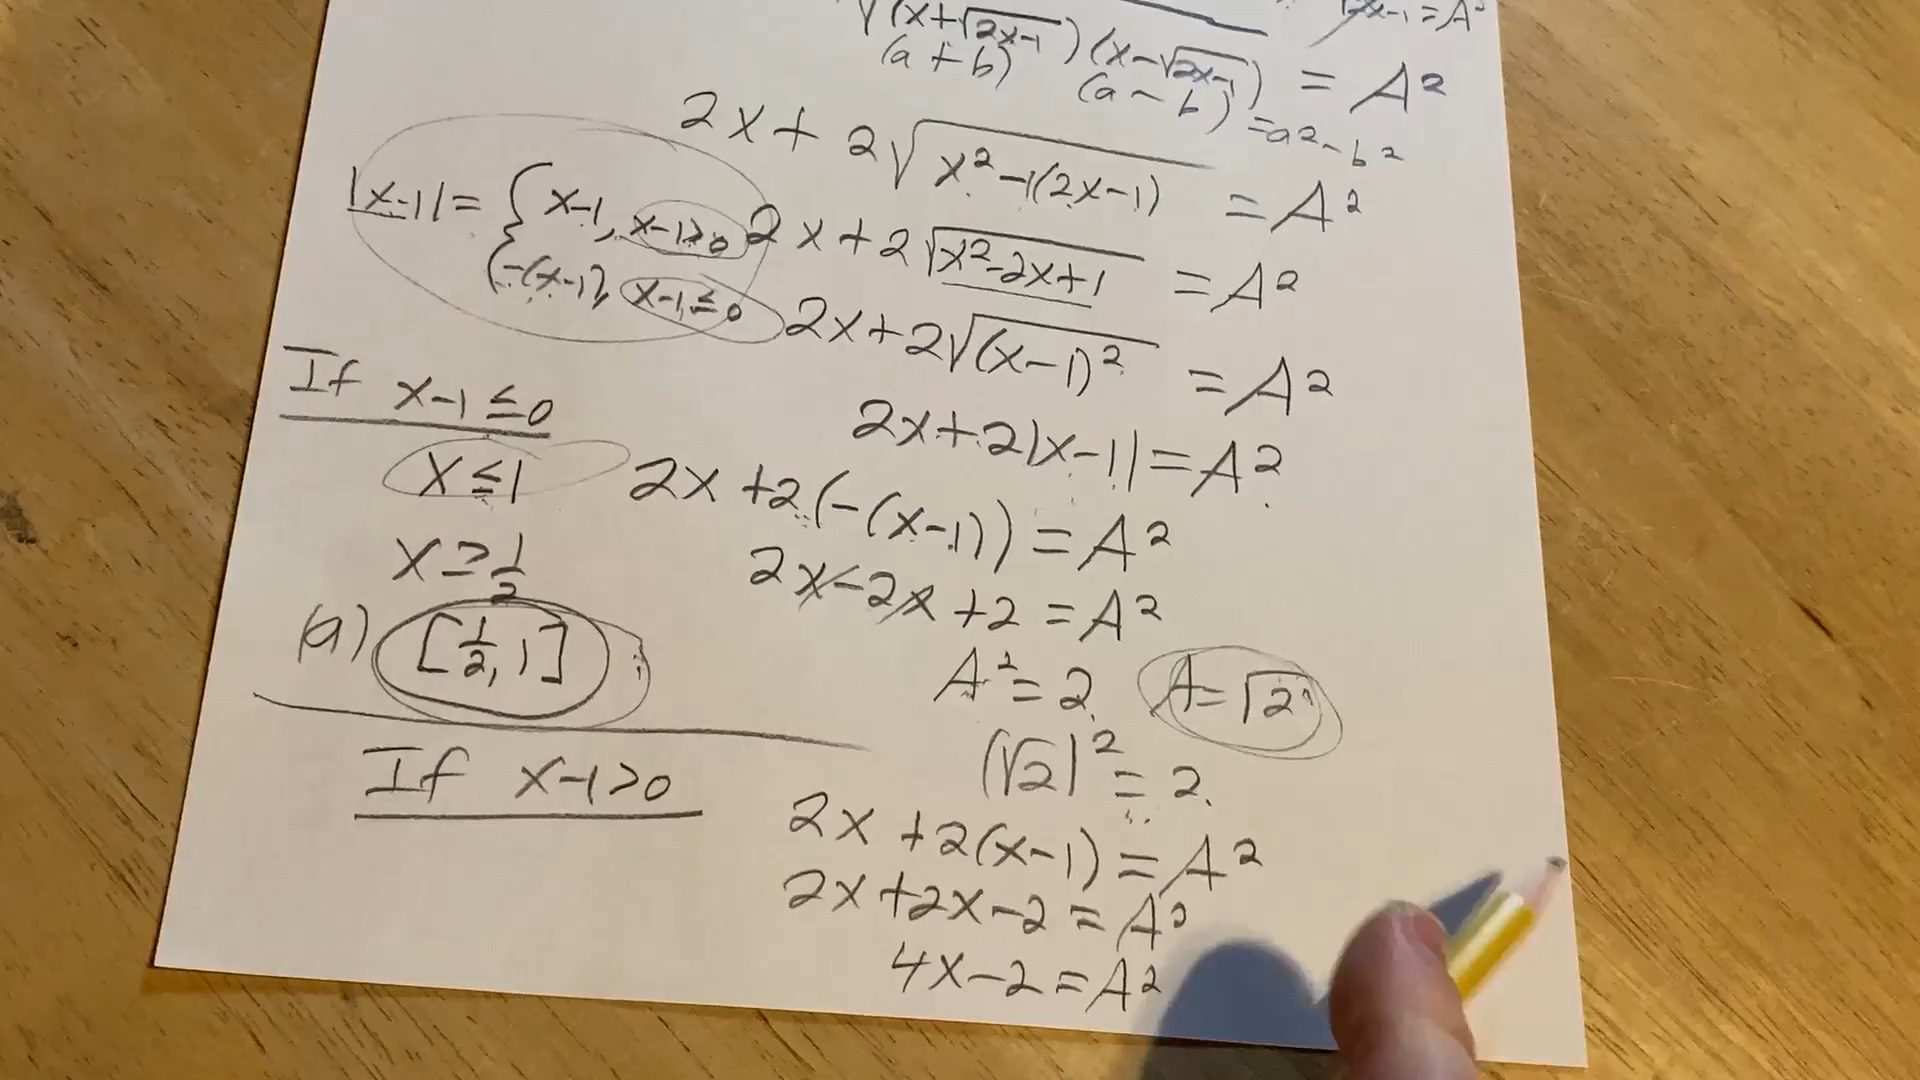 √(x+√2x-1)(x-√2x-1) = A²
(a+b) (a-b) =a²-b²
2x+2√x²-1(2x-1) = A²
|x-1| = { x-1, x-1>0
{ -(x-1), x-1≤0
2x+2√x²-2x+1 = A²
2x+2√(x-1)² = A²
If x-1≤0
2x+2|x-1|=A²
x≤1
2x+2(-(x-1))=A²
x≥1/2
2x-2x+2=A²
(a) [1/2, 1]
A²=2 A=√2
(√2)²=2
If x-1>0
2x+2(x-1)=A²
2x+2x-2=A²
4x-2=A²